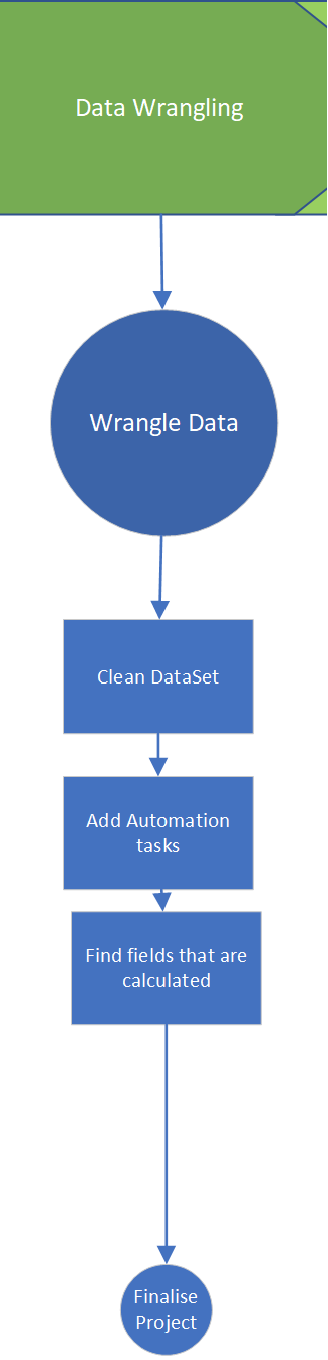 Data Wrangling
Wrangle Data
Clean DataSet
Add Automation
tasks
Find fields that are
calculated
Finalise
Project